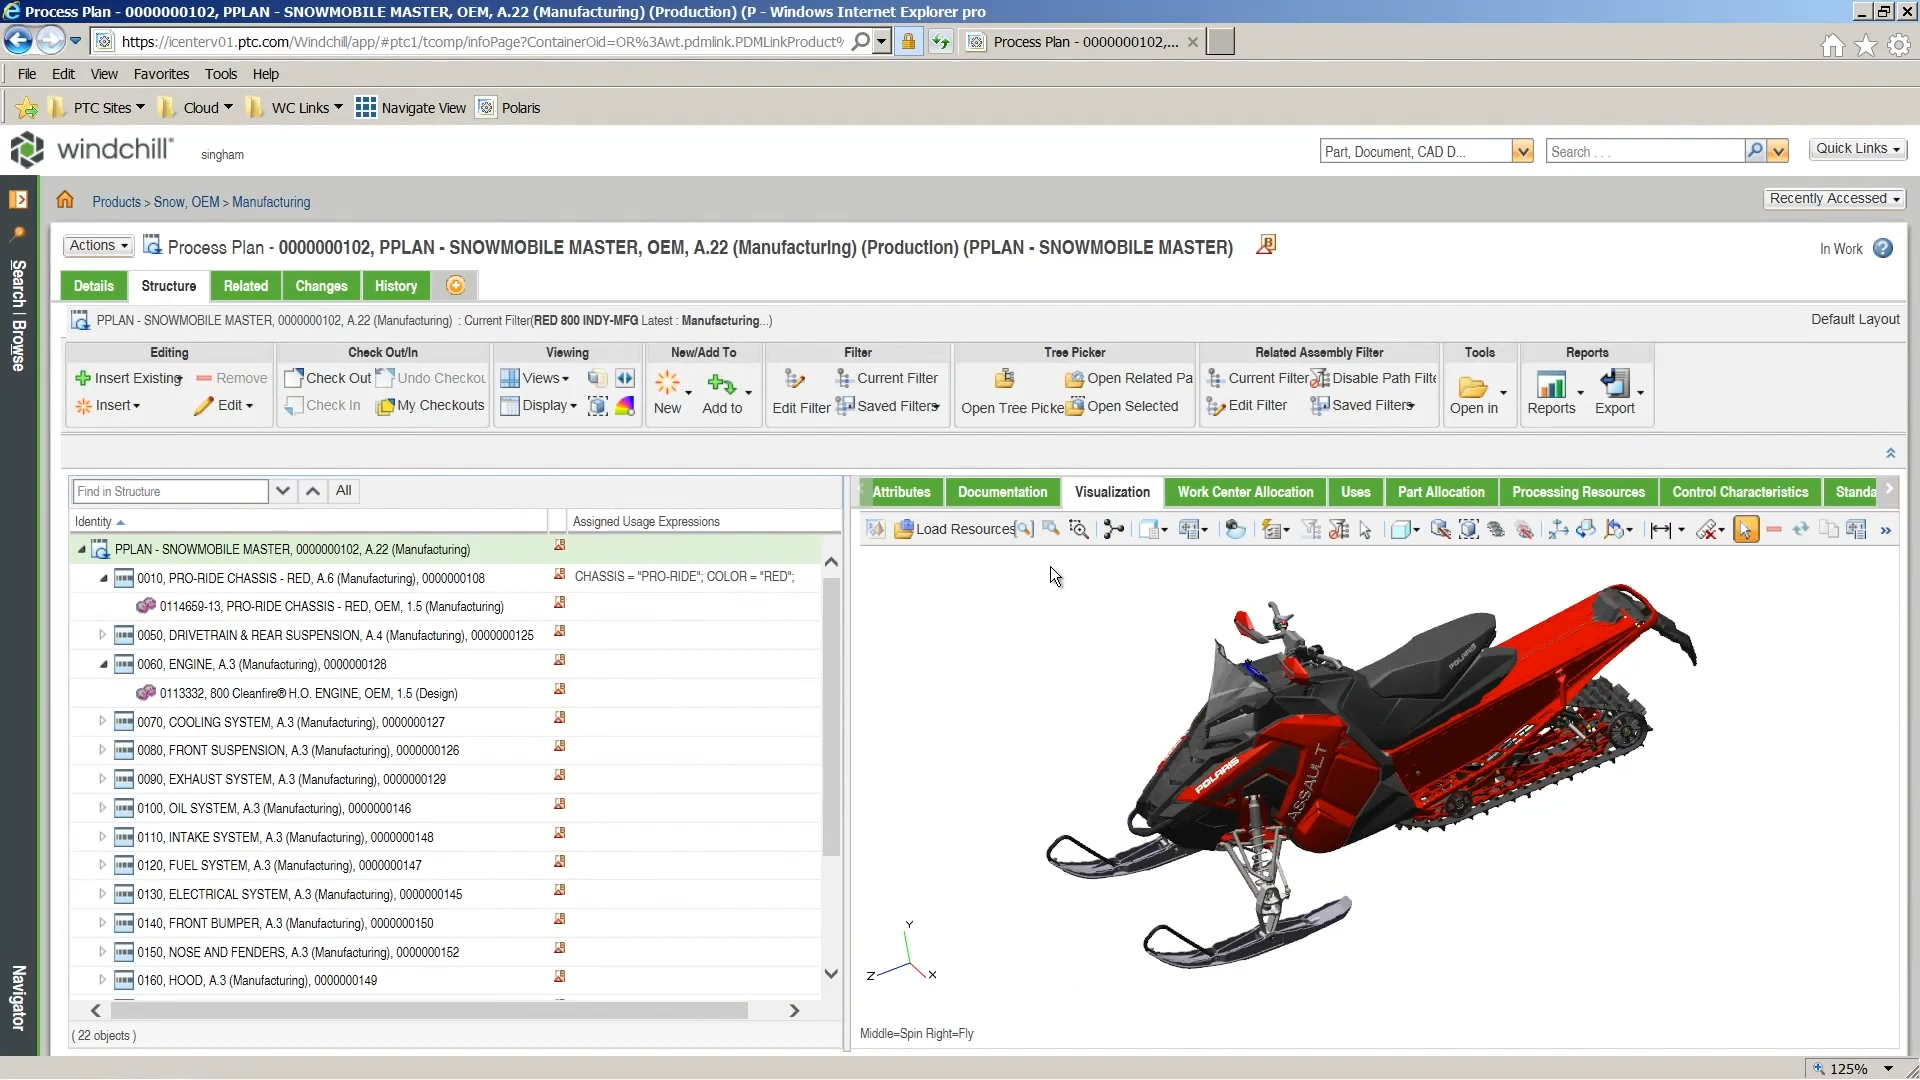 Process Plan - 0000000102, PPLAN - SNOWMOBILE MASTER, OEM, A.22 (Manufacturing) (Production) (P - Windows Internet Explorer pro
https://icenterv01.ptc.com/Windchill/app/#ptc1/tcomp/infoPage?ContainerOid=OR%3Awt.pdmlink.PDMLinkProduct%
Process Plan - 0000000102,...
File Edit View Favorites Tools Help
PTC Sites Cloud WC Links Navigate View Polaris
windchill singham
Part, Document, CAD D... Search . . . Quick Links
Products > Snow, OEM > Manufacturing
Recently Accessed
Actions Process Plan - 0000000102, PPLAN - SNOWMOBILE MASTER, OEM, A.22 (Manufacturing) (Production) (PPLAN - SNOWMOBILE MASTER)
In Work
Details Structure Related Changes History
PPLAN - SNOWMOBILE MASTER, 0000000102, A.22 (Manufacturing) : Current Filter(RED 800 INDY-MFG Latest : Manufacturing...)
Default Layout
Editing Check Out/In Viewing New/Add To Filter Tree Picker Related Assembly Filter Tools Reports
Insert Existing Remove Check Out Undo Checkou Views Current Filter Open Related Pa Current Filter Disable Path Filte
Insert Edit Check In My Checkouts Display New Add to Edit Filter Saved Filters Open Tree Picke Open Selected Edit Filter Saved Filters Open in Reports Export
Find in Structure All
Attributes Documentation Visualization Work Center Allocation Uses Part Allocation Processing Resources Control Characteristics Standa
Identity Assigned Usage Expressions
Load Resources
PPLAN - SNOWMOBILE MASTER, 0000000102, A.22 (Manufacturing)
0010, PRO-RIDE CHASSIS - RED, A.6 (Manufacturing), 0000000108 CHASSIS = "PRO-RIDE"; COLOR = "RED";
0114659-13, PRO-RIDE CHASSIS - RED, OEM, 1.5 (Manufacturing)
0050, DRIVETRAIN & REAR SUSPENSION, A.4 (Manufacturing), 0000000125
0060, ENGINE, A.3 (Manufacturing), 0000000128
0113332, 800 Cleanfire® H.O. ENGINE, OEM, 1.5 (Design)
0070, COOLING SYSTEM, A.3 (Manufacturing), 0000000127
0080, FRONT SUSPENSION, A.3 (Manufacturing), 0000000126
0090, EXHAUST SYSTEM, A.3 (Manufacturing), 0000000129
0100, OIL SYSTEM, A.3 (Manufacturing), 0000000146
0110, INTAKE SYSTEM, A.3 (Manufacturing), 0000000148
0120, FUEL SYSTEM, A.3 (Manufacturing), 0000000147
0130, ELECTRICAL SYSTEM, A.3 (Manufacturing), 0000000145
0140, FRONT BUMPER, A.3 (Manufacturing), 0000000150
0150, NOSE AND FENDERS, A.3 (Manufacturing), 0000000152
0160, HOOD, A.3 (Manufacturing), 0000000149
( 22 objects )
Search | Browse
Navigator
POLARIS
POLARIS
ASSAULT
Y
Z X
Middle=Spin Right=Fly
125%